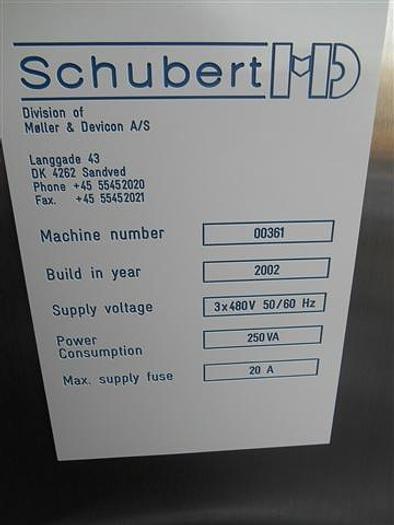 Schubert MD
Division of
Møller & Devicon A/S
Langgade 43
DK 4262 Sandved
Phone +45 55452020
Fax. +45 55452021
Machine number 00361
Build in year 2002
Supply voltage 3x480V 50/60 Hz
Power
Consumption 250VA
Max. supply fuse 20 A